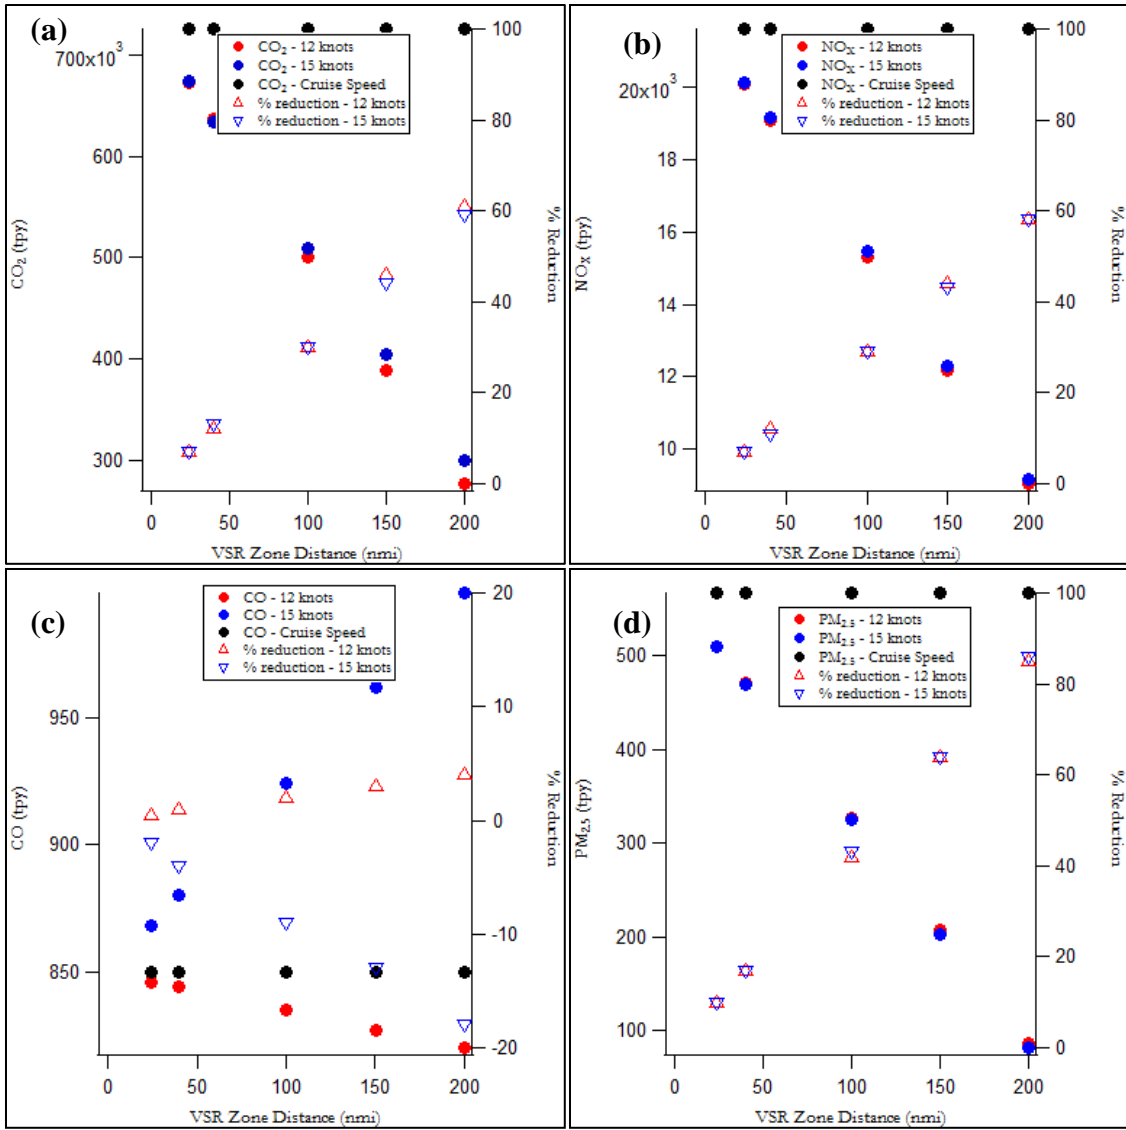 (a)
CO₂ - 12 knots
CO₂ - 15 knots
CO₂ - Cruise Speed
% reduction - 12 knots
% reduction - 15 knots
700x10³
600
500
400
300
CO₂ (tpy)
100
80
60
40
20
0
% Reduction
0 50 100 150 200
VSR Zone Distance (nmi)
(b)
NOₓ - 12 knots
NOₓ - 15 knots
NOₓ - Cruise Speed
% reduction - 12 knots
% reduction - 15 knots
20x10³
18
16
14
12
10
NOₓ (tpy)
100
80
60
40
20
0
% Reduction
0 50 100 150 200
VSR Zone Distance (nmi)
(c)
CO - 12 knots
CO - 15 knots
CO - Cruise Speed
% reduction - 12 knots
% reduction - 15 knots
950
900
850
CO (tpy)
20
10
0
-10
-20
% Reduction
0 50 100 150 200
VSR Zone Distance (nmi)
(d)
PM₂.₅ - 12 knots
PM₂.₅ - 15 knots
PM₂.₅ - Cruise Speed
% reduction - 12 knots
% reduction - 15 knots
500
400
300
200
100
PM₂.₅ (tpy)
100
80
60
40
20
0
% Reduction
0 50 100 150 200
VSR Zone Distance (nmi)